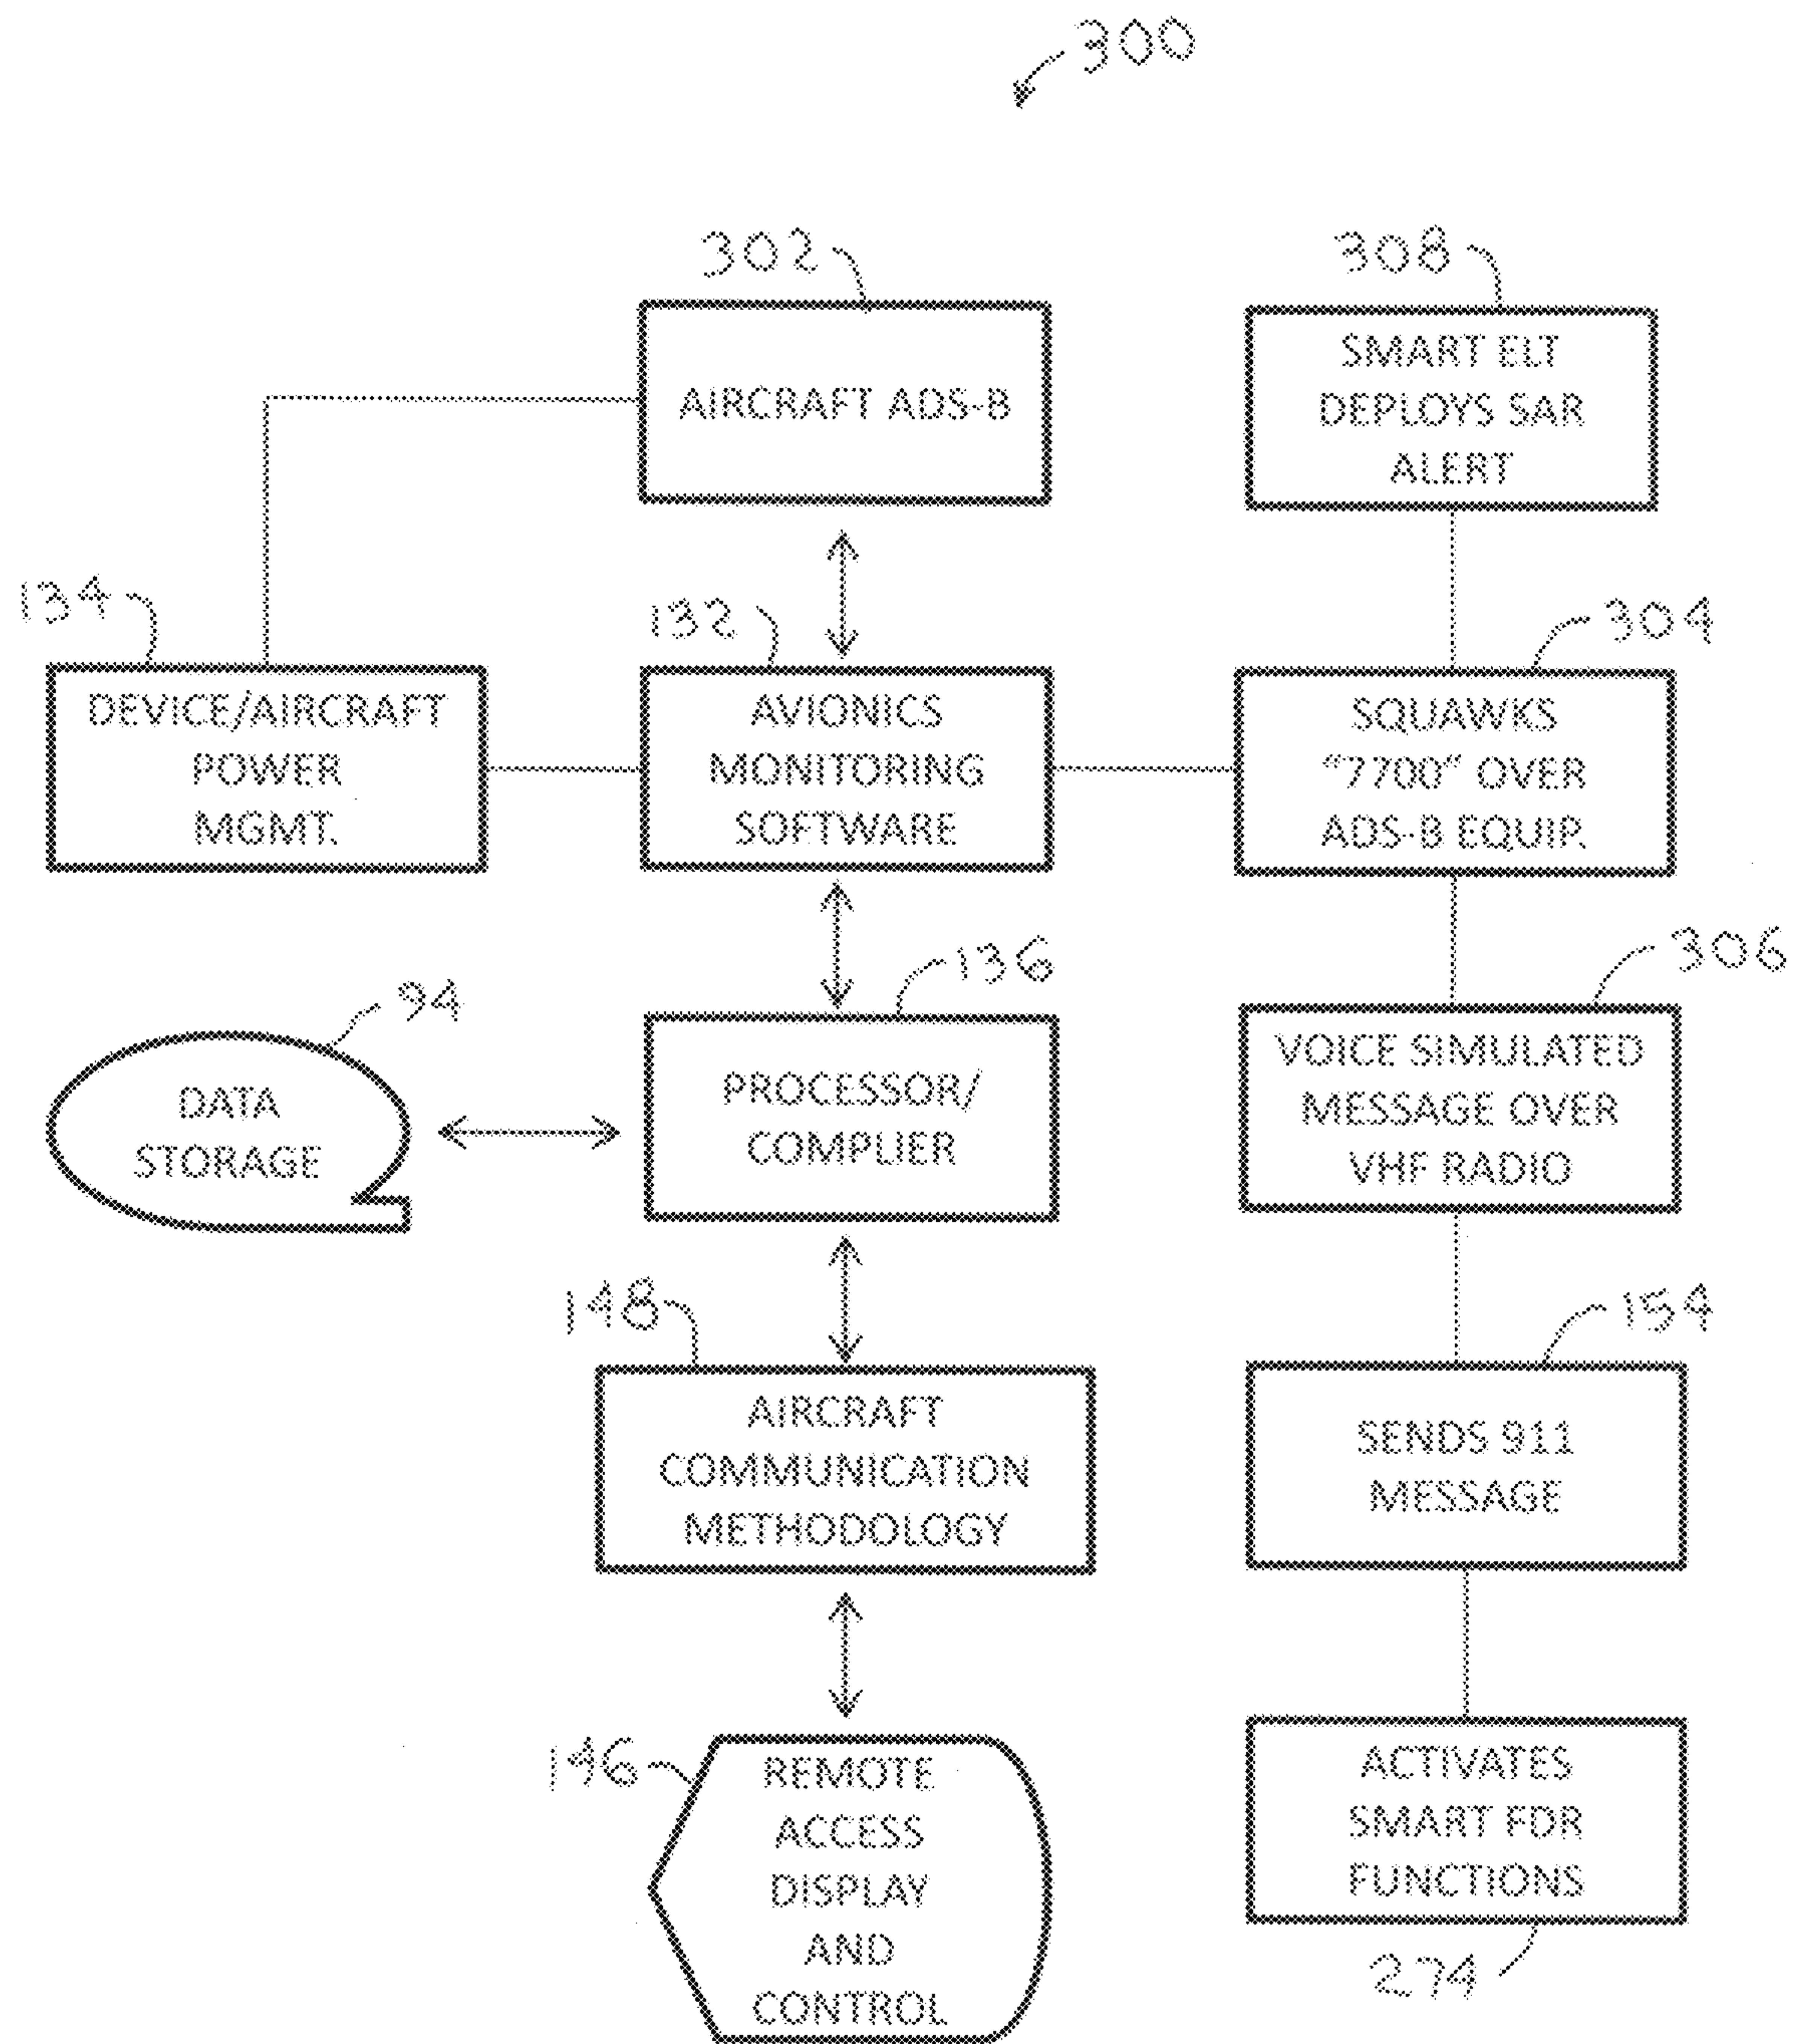 300
302
AIRCRAFT ADS-B
308
SMART ELT
DEPLOYS SAR
ALERT
134
DEVICE/AIRCRAFT
POWER
MGMT.
132
AVIONICS
MONITORING
SOFTWARE
304
SQUAWKS
“7700” OVER
ADS-B EQUIP.
94
DATA
STORAGE
136
PROCESSOR/
COMPLIER
306
VOICE SIMULATED
MESSAGE OVER
VHF RADIO
148
AIRCRAFT
COMMUNICATION
METHODOLOGY
154
SENDS 911
MESSAGE
146
REMOTE
ACCESS
DISPLAY
AND
CONTROL
ACTIVATES
SMART FDR
FUNCTIONS
274